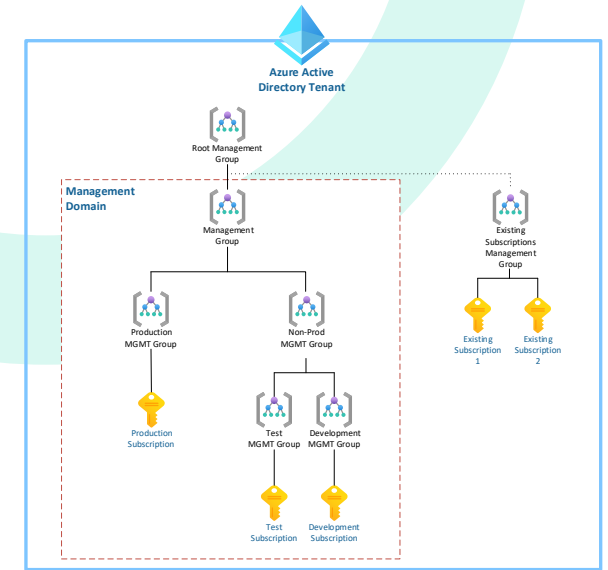 Azure Active
Directory Tenant
Root Management
Group
Management
Domain
Management
Group
Existing
Subscriptions
Management
Group
Production
MGMT Group
Non-Prod
MGMT Group
Existing
Subscription
1
Existing
Subscription
2
Test
MGMT Group
Development
MGMT Group
Production
Subscription
Test
Subscription
Development
Subscription